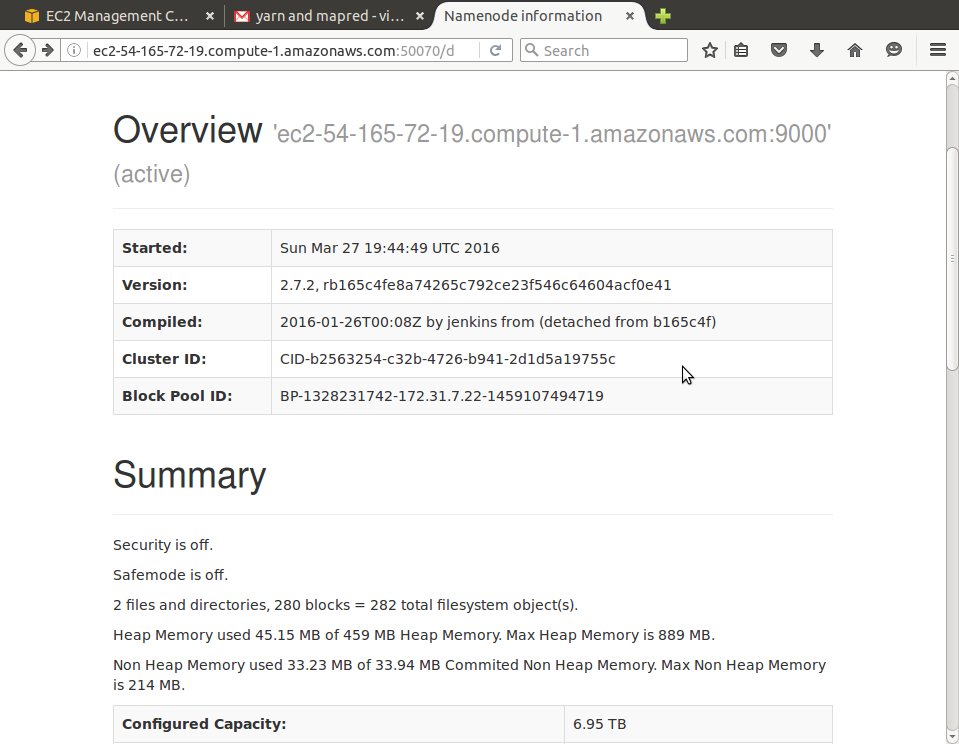 EC2 Management C...
yarn and mapred - vi...
Namenode information
ec2-54-165-72-19.compute-1.amazonaws.com:50070/d
Search
Overview 'ec2-54-165-72-19.compute-1.amazonaws.com:9000'
(active)
Started: Sun Mar 27 19:44:49 UTC 2016
Version: 2.7.2, rb165c4fe8a74265c792ce23f546c64604acf0e41
Compiled: 2016-01-26T00:08Z by jenkins from (detached from b165c4f)
Cluster ID: CID-b2563254-c32b-4726-b941-2d1d5a19755c
Block Pool ID: BP-1328231742-172.31.7.22-1459107494719
Summary
Security is off.
Safemode is off.
2 files and directories, 280 blocks = 282 total filesystem object(s).
Heap Memory used 45.15 MB of 459 MB Heap Memory. Max Heap Memory is 889 MB.
Non Heap Memory used 33.23 MB of 33.94 MB Commited Non Heap Memory. Max Non Heap Memory
is 214 MB.
Configured Capacity: 6.95 TB